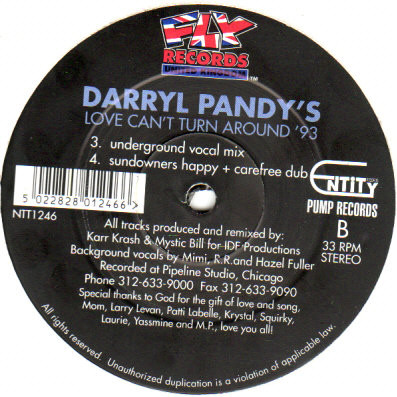 FLY
RECORDS
UNITED KINGDOM
TM
DARRYL PANDY'S
LOVE CAN'T TURN AROUND '93
3. underground vocal mix
4. sundowners happy + carefree dub
5 022828 012466 >
NTT1246
ENTITY
PUMP RECORDS
B
33 RPM
STEREO
All tracks produced and remixed by:
Karr Krash & Mystic Bill for IDF Productions
Background vocals by Mimi, R.R.and Hazel Fuller
Recorded at Pipeline Studio, Chicago
Phone 312-633-9000 Fax 312-633-9090
Special thanks to God for the gift of love and song,
Mom, Larry Levan, Patti Labelle, Krystal, Squirky,
Laurie, Yassmine and M.P., love you all!
All rights reserved. Unauthorized duplication is a violation of applicable law.